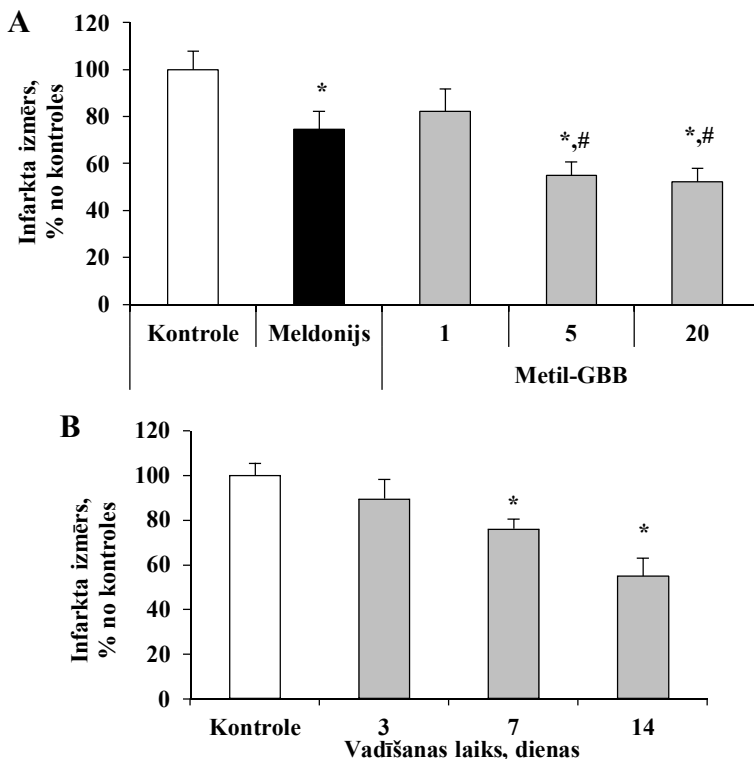 A
Infarkta izmērs,
% no kontroles
120
100
80
60
40
20
0
*
*,#
*,#
Kontrole Meldonijs 1 5 20
Metil-GBB
B
Infarkta izmērs,
% no kontroles
120
100
80
60
40
20
0
*
*
Kontrole 3 7 14
Vadīšanas laiks, dienas